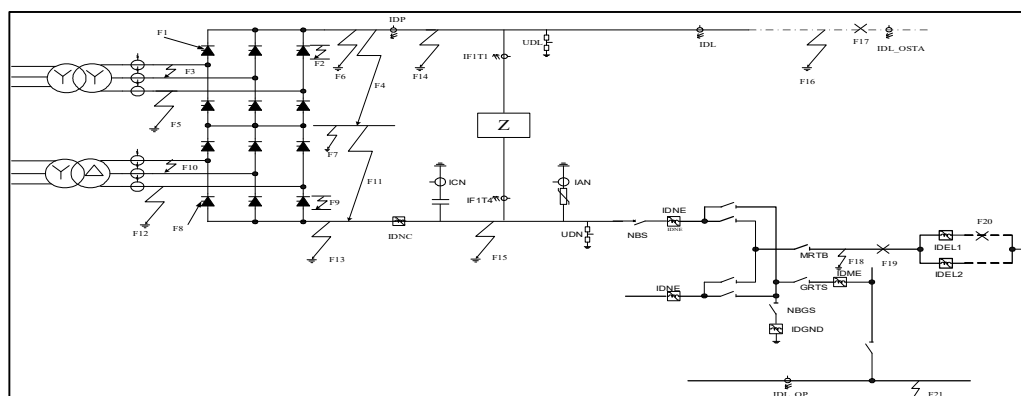 IDP
F1
F2
F3
F6
F4
F14
IF1T1
UDL
IDL
F17
IDL_OSTA
F16
F5
Z
F7
F10
F11
ICN
IAN
IF1T4
F9
F8
F12
F13
IDNC
F15
UDN
NBS
IDNE
IDNE
MRTB
F18
F19
F20
IDEL1
IDEL2
IDNE
GRTS
IDME
NBGS
IDGND
IDL_OP
F21